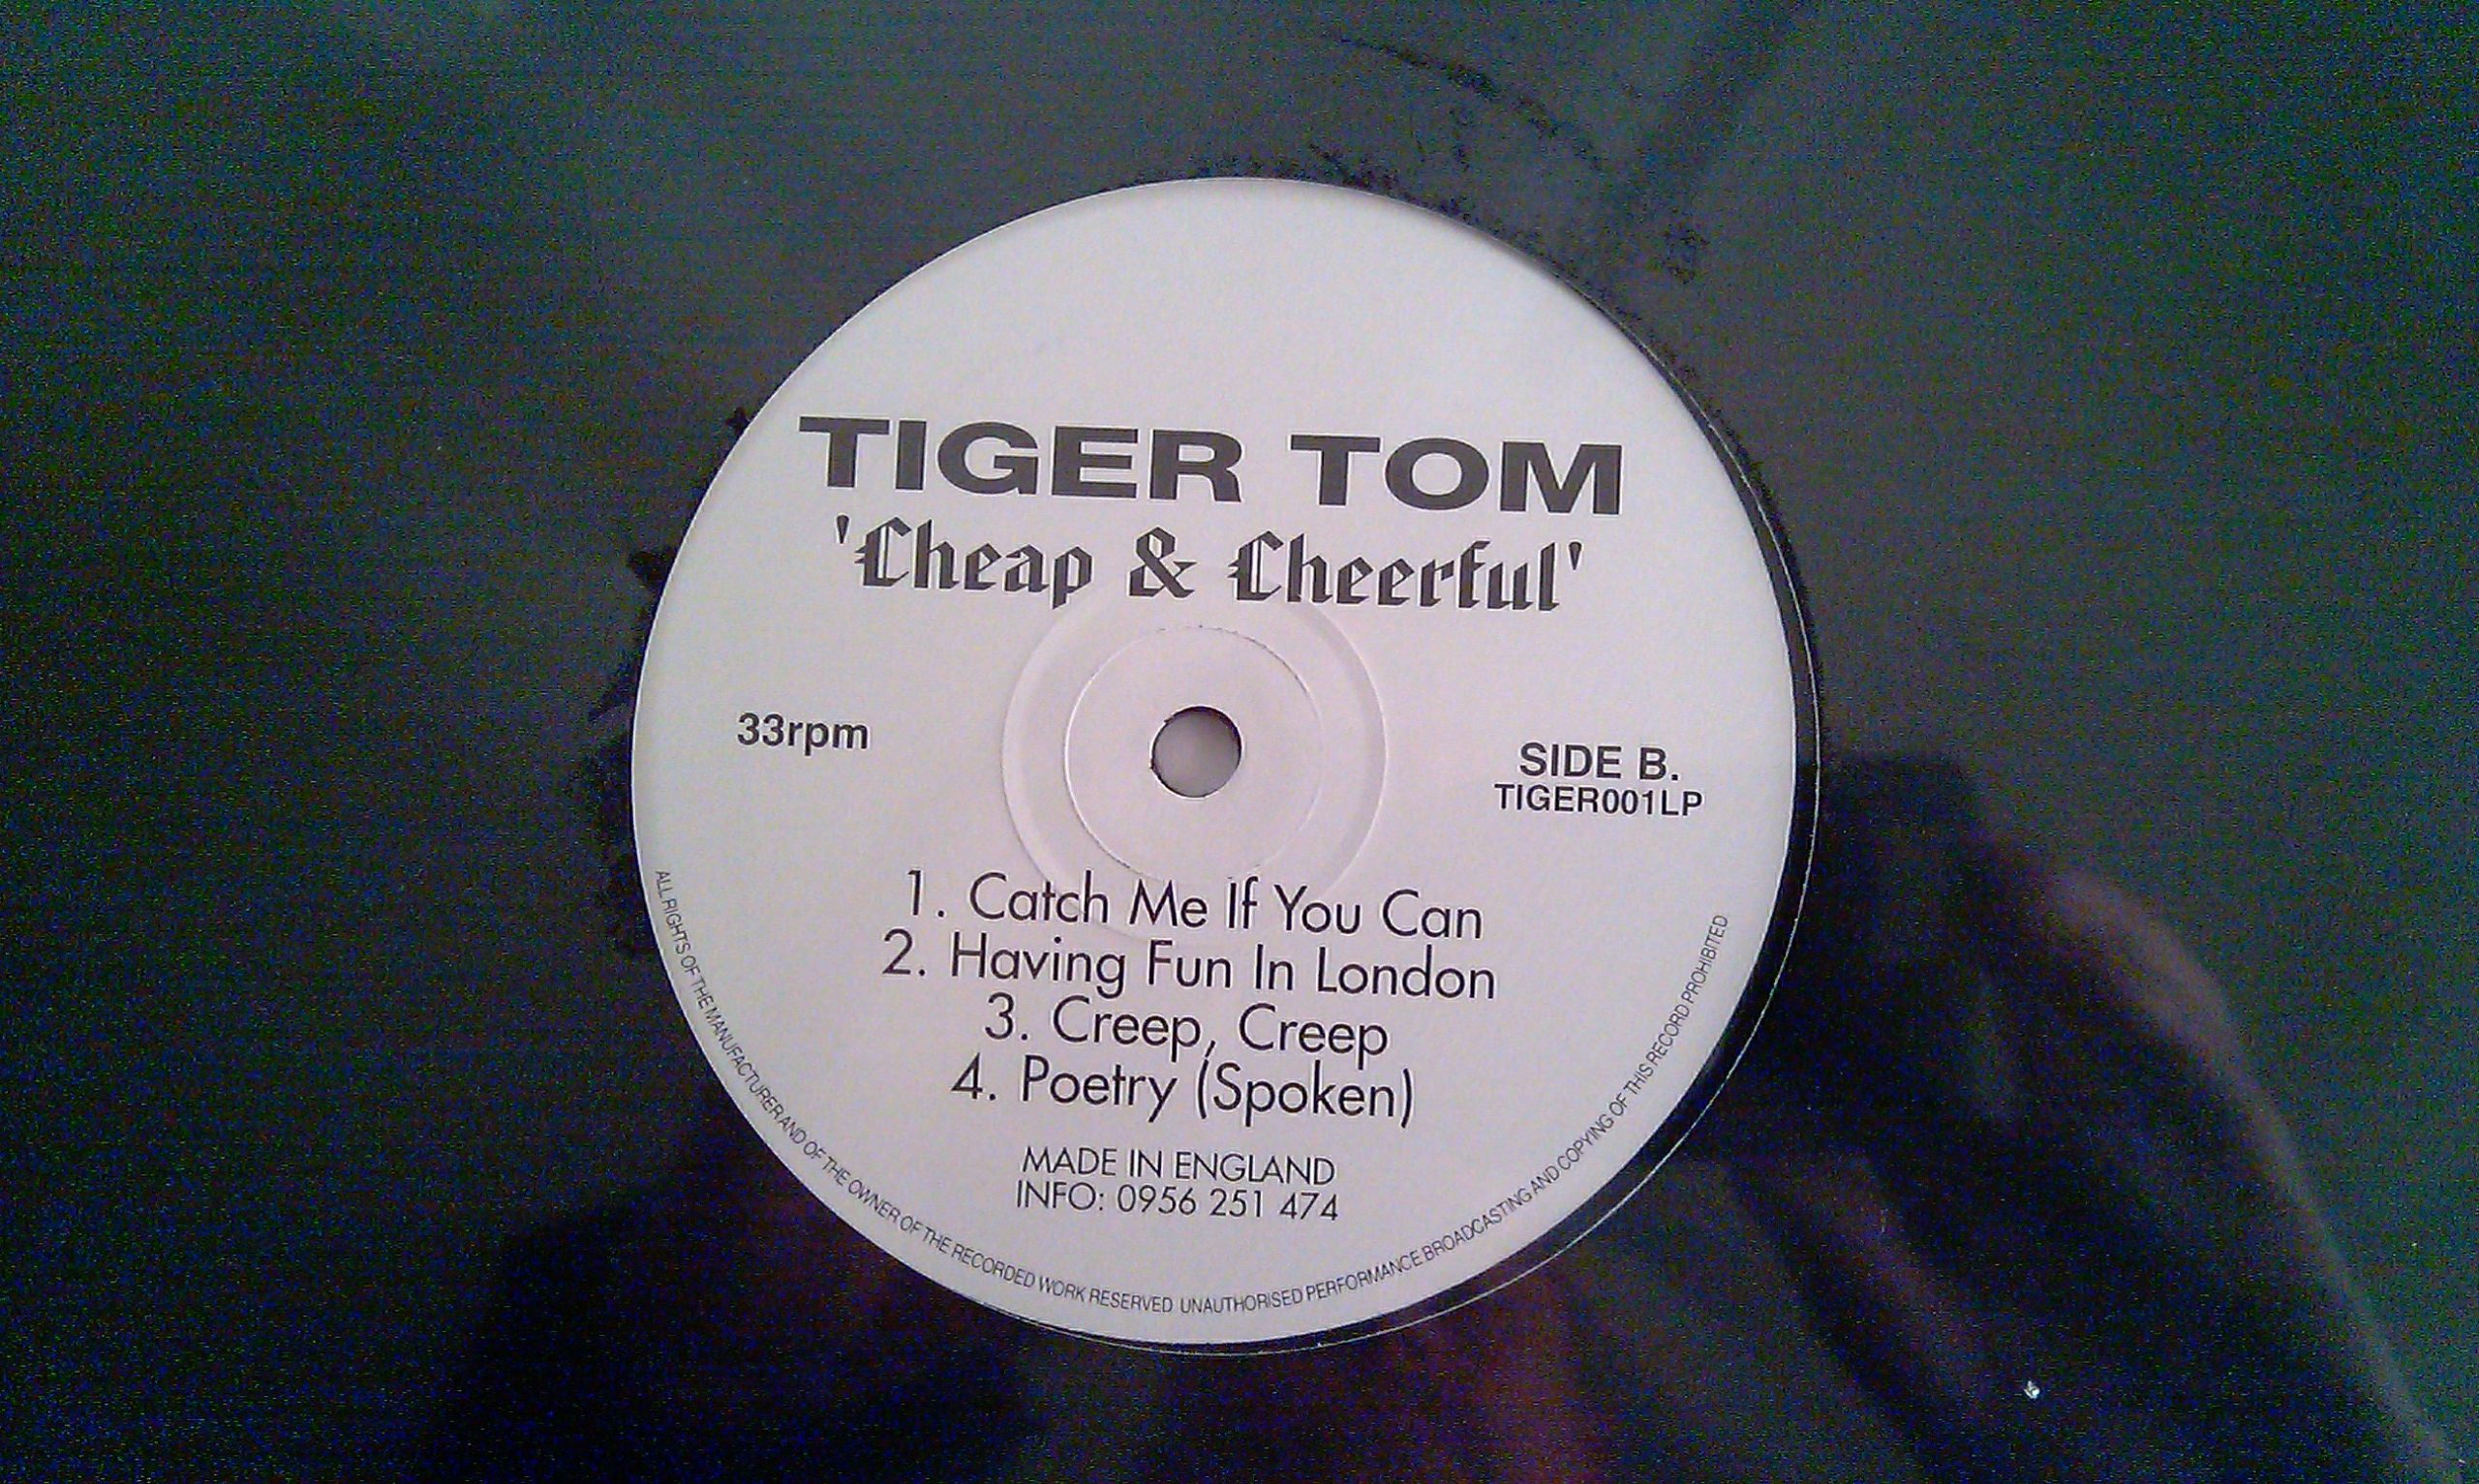 TIGER TOM
'Cheap & Cheerful'
33rpm
SIDE B.
TIGER001LP
1. Catch Me If You Can
2. Having Fun In London
3. Creep, Creep
4. Poetry (Spoken)
MADE IN ENGLAND
INFO: 0956 251 474
ALL RIGHTS OF THE MANUFACTURER AND OF THE OWNER OF THE RECORDED WORK RESERVED UNAUTHORISED PERFORMANCE BROADCASTING AND COPYING OF THIS RECORD PROHIBITED